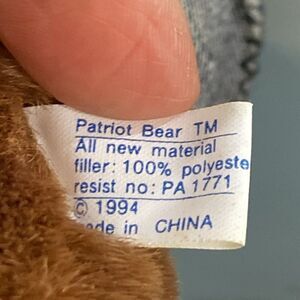 Patriot Bear TM
All new material
filler: 100% polyeste
resist no: PA 1771
© 1994
ade in CHINA